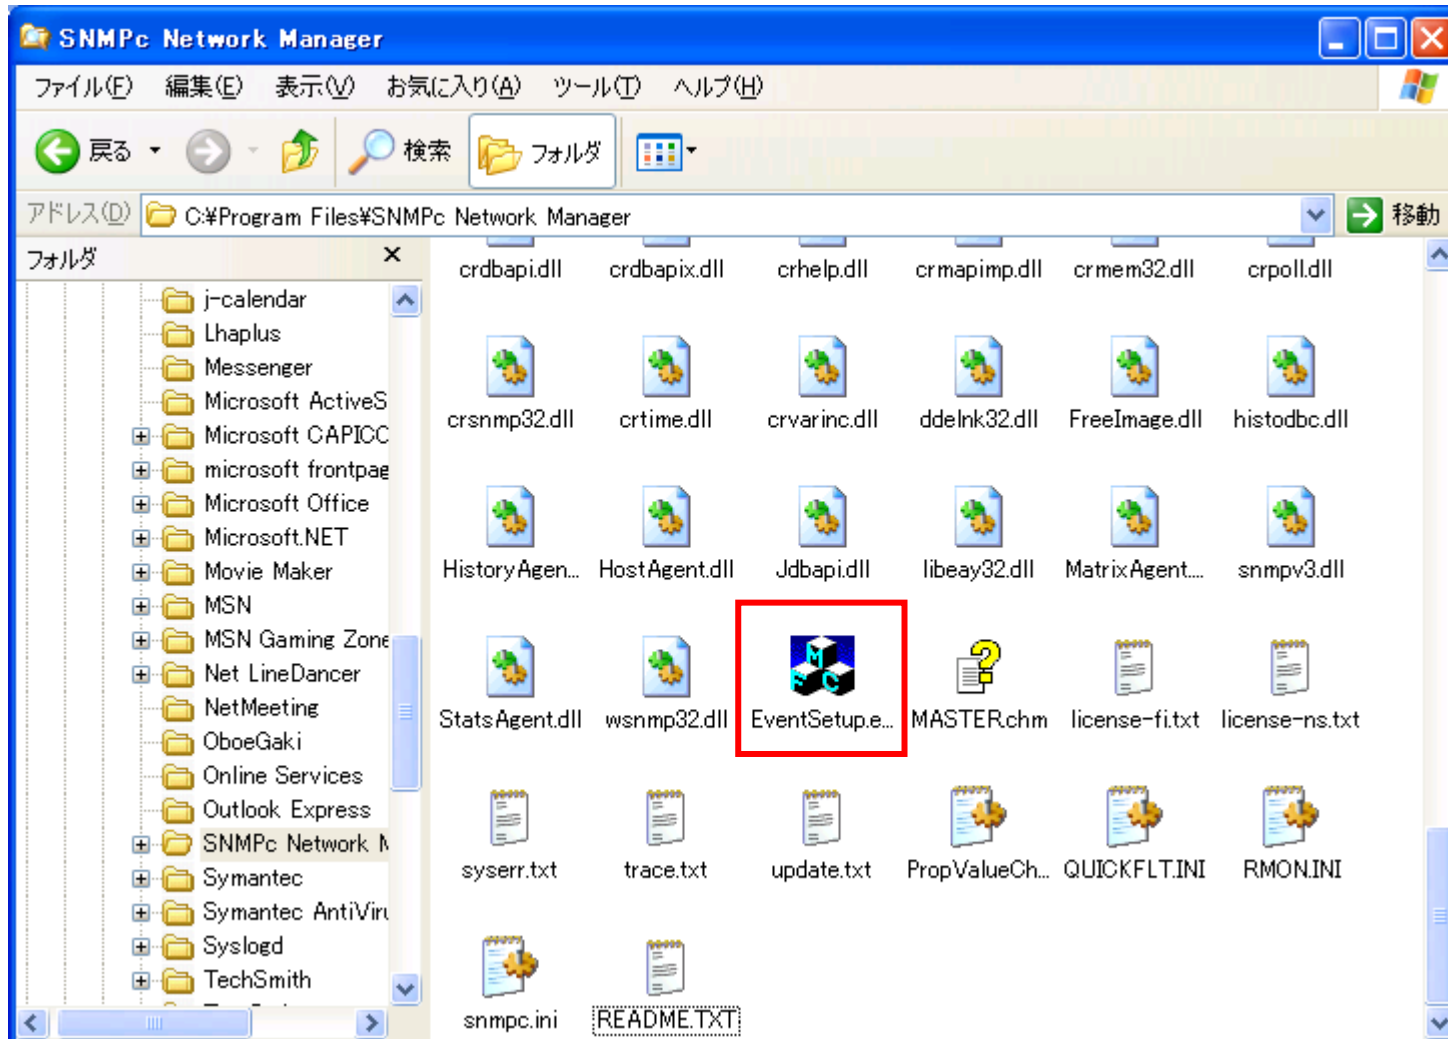 SNMPc Network Manager
ファイル(F) 編集(E) 表示(V) お気に入り(A) ツール(T) ヘルプ(H)
戻る 検索 フォルダ
アドレス(D) C:¥Program Files¥SNMPc Network Manager 移動
フォルダ
j-calendar
Lhaplus
Messenger
Microsoft ActiveS
Microsoft CAPICO
microsoft frontpag
Microsoft Office
Microsoft.NET
Movie Maker
MSN
MSN Gaming Zone
Net LineDancer
NetMeeting
OboeGaki
Online Services
Outlook Express
SNMPc Network M
Symantec
Symantec AntiViru
Syslogd
TechSmith
crdbapi.dll crdbapix.dll crhelp.dll crmapimp.dll crmem32.dll crpoll.dll
crsnmp32.dll crtime.dll crvarinc.dll ddelnk32.dll FreeImage.dll histodbc.dll
HistoryAgen... HostAgent.dll Jdbapi.dll libeay32.dll MatrixAgent.... snmpv3.dll
M
F C
StatsAgent.dll wsnmp32.dll EventSetup.e... MASTER.chm license-fi.txt license-ns.txt
syserr.txt trace.txt update.txt PropValueCh... QUICKFLT.INI RMON.INI
snmpc.ini README.TXT